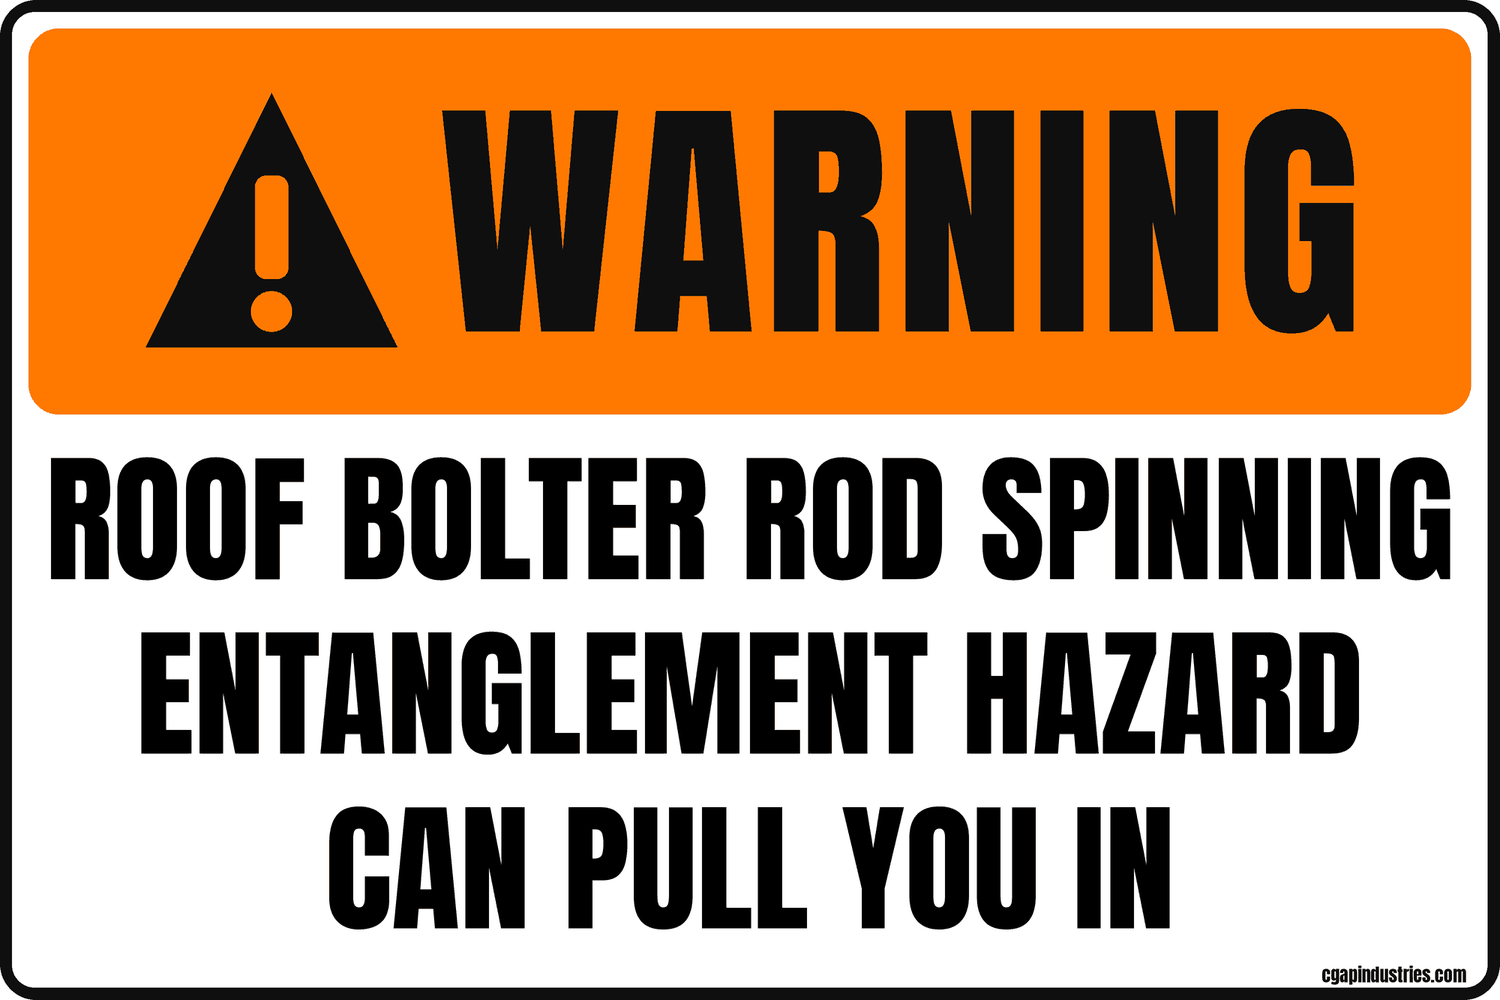 WARNING
ROOF BOLTER ROD SPINNING
ENTANGLEMENT HAZARD
CAN PULL YOU IN
cgapindustries.com